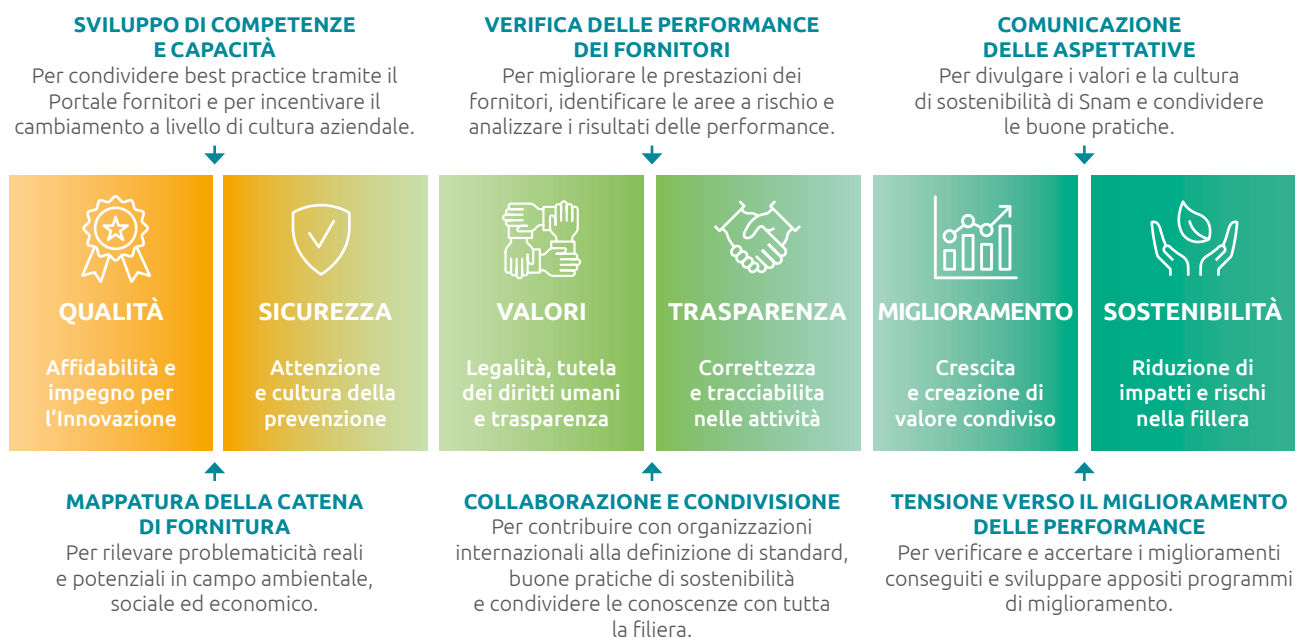 SVILUPPO DI COMPETENZE
E CAPACITÀ
Per condividere best practice tramite il
Portale fornitori e per incentivare il
cambiamento a livello di cultura aziendale.
VERIFICA DELLE PERFORMANCE
DEI FORNITORI
Per migliorare le prestazioni dei
fornitori, identificare le aree a rischio e
analizzare i risultati delle performance.
COMUNICAZIONE
DELLE ASPETTATIVE
Per divulgare i valori e la cultura
di sostenibilità di Snam e condividere
le buone pratiche.
QUALITÀ
Affidabilità e
impegno per
l'Innovazione
SICUREZZA
Attenzione
e cultura della
prevenzione
VALORI
Legalità, tutela
dei diritti umani
e trasparenza
TRASPARENZA
Correttezza
e tracciabilita
nelle attività
MIGLIORAMENTO
Crescita
e creazione di
valore condiviso
SOSTENIBILITÀ
Riduzione di
impatti e rischi
nella fillera
MAPPATURA DELLA CATENA
DI FORNITURA
Per rilevare problematicità reali
e potenziali in campo ambientale,
sociale ed economico.
COLLABORAZIONE E CONDIVISIONE
Per contribuire con organizzazioni
internazionali alla definizione di standard,
buone pratiche di sostenibilità
e condividere le conoscenze con tutta
la filiera.
TENSIONE VERSO IL MIGLIORAMENTO
DELLE PERFORMANCE
Per verificare e accertare i miglioramenti
conseguiti e sviluppare appositi programmi
di miglioramento.